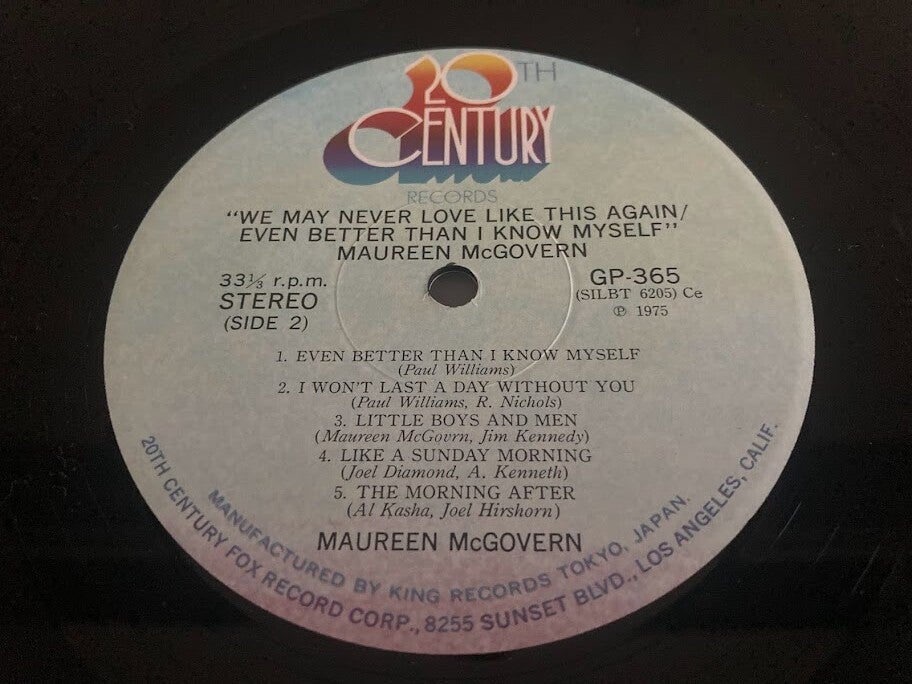 20TH
CENTURY
RECORDS
"WE MAY NEVER LOVE LIKE THIS AGAIN/
EVEN BETTER THAN I KNOW MYSELF"
MAUREEN McGOVERN
33⅓ r.p.m.
STEREO
(SIDE 2)
GP-365
(SILBT 6205) Ce
℗ 1975
1. EVEN BETTER THAN I KNOW MYSELF
(Paul Williams)
2. I WON'T LAST A DAY WITHOUT YOU
(Paul Williams, R. Nichols)
3. LITTLE BOYS AND MEN
(Maureen McGovrn, Jim Kennedy)
4. LIKE A SUNDAY MORNING
(Joel Diamond, A. Kenneth)
5. THE MORNING AFTER
(Al Kasha, Joel Hirshorn)
MAUREEN McGOVERN
MANUFACTURED BY KING RECORDS TOKYO, JAPAN.
20TH CENTURY FOX RECORD CORP., 8255 SUNSET BLVD., LOS ANGELES, CALIF.